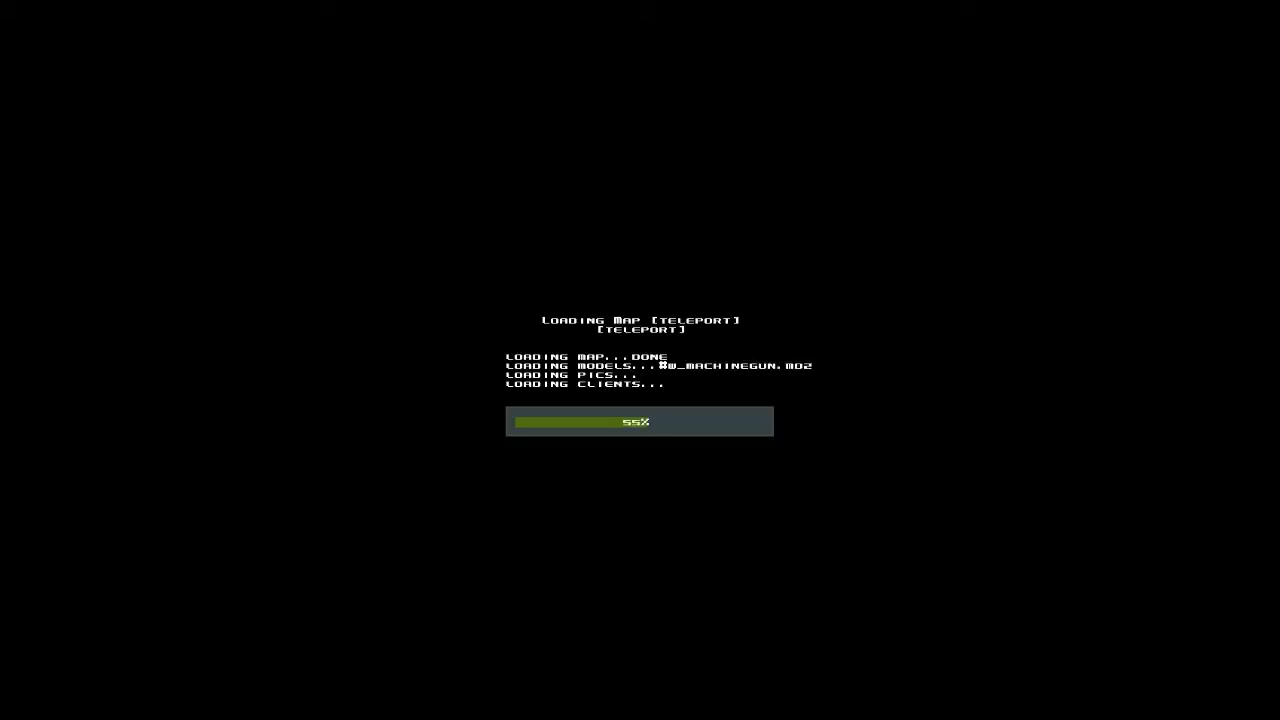 LOADING MAP [TELEPORT]
[TELEPORT]
LOADING MAP...DONE
LOADING MODELS...#W_MACHINEGUN.MD2
LOADING PICS...
LOADING CLIENTS...
55%